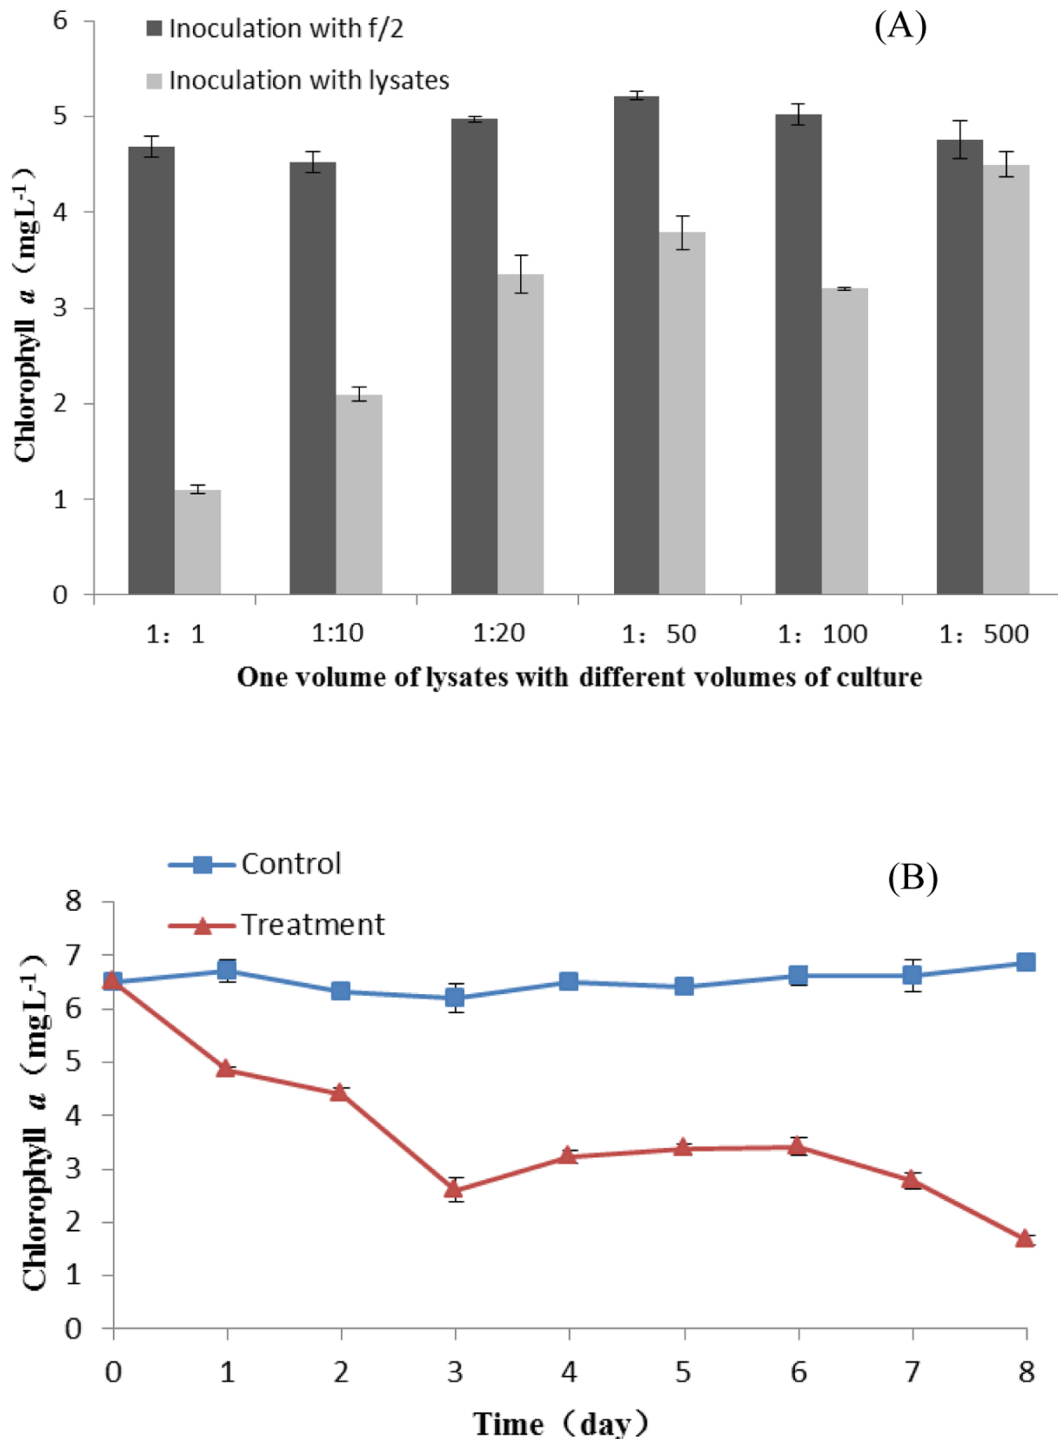 (A)
Inoculation with f/2
Inoculation with lysates
6
5
4
3
2
1
0
Chlorophyll a（mgL-1）
1：1 1:10 1:20 1：50 1：100 1：500
One volume of lysates with different volumes of culture
(B)
Control
Treatment
8
7
6
5
4
3
2
1
0
Chlorophyll a（mgL-1）
0 1 2 3 4 5 6 7 8
Time（day）